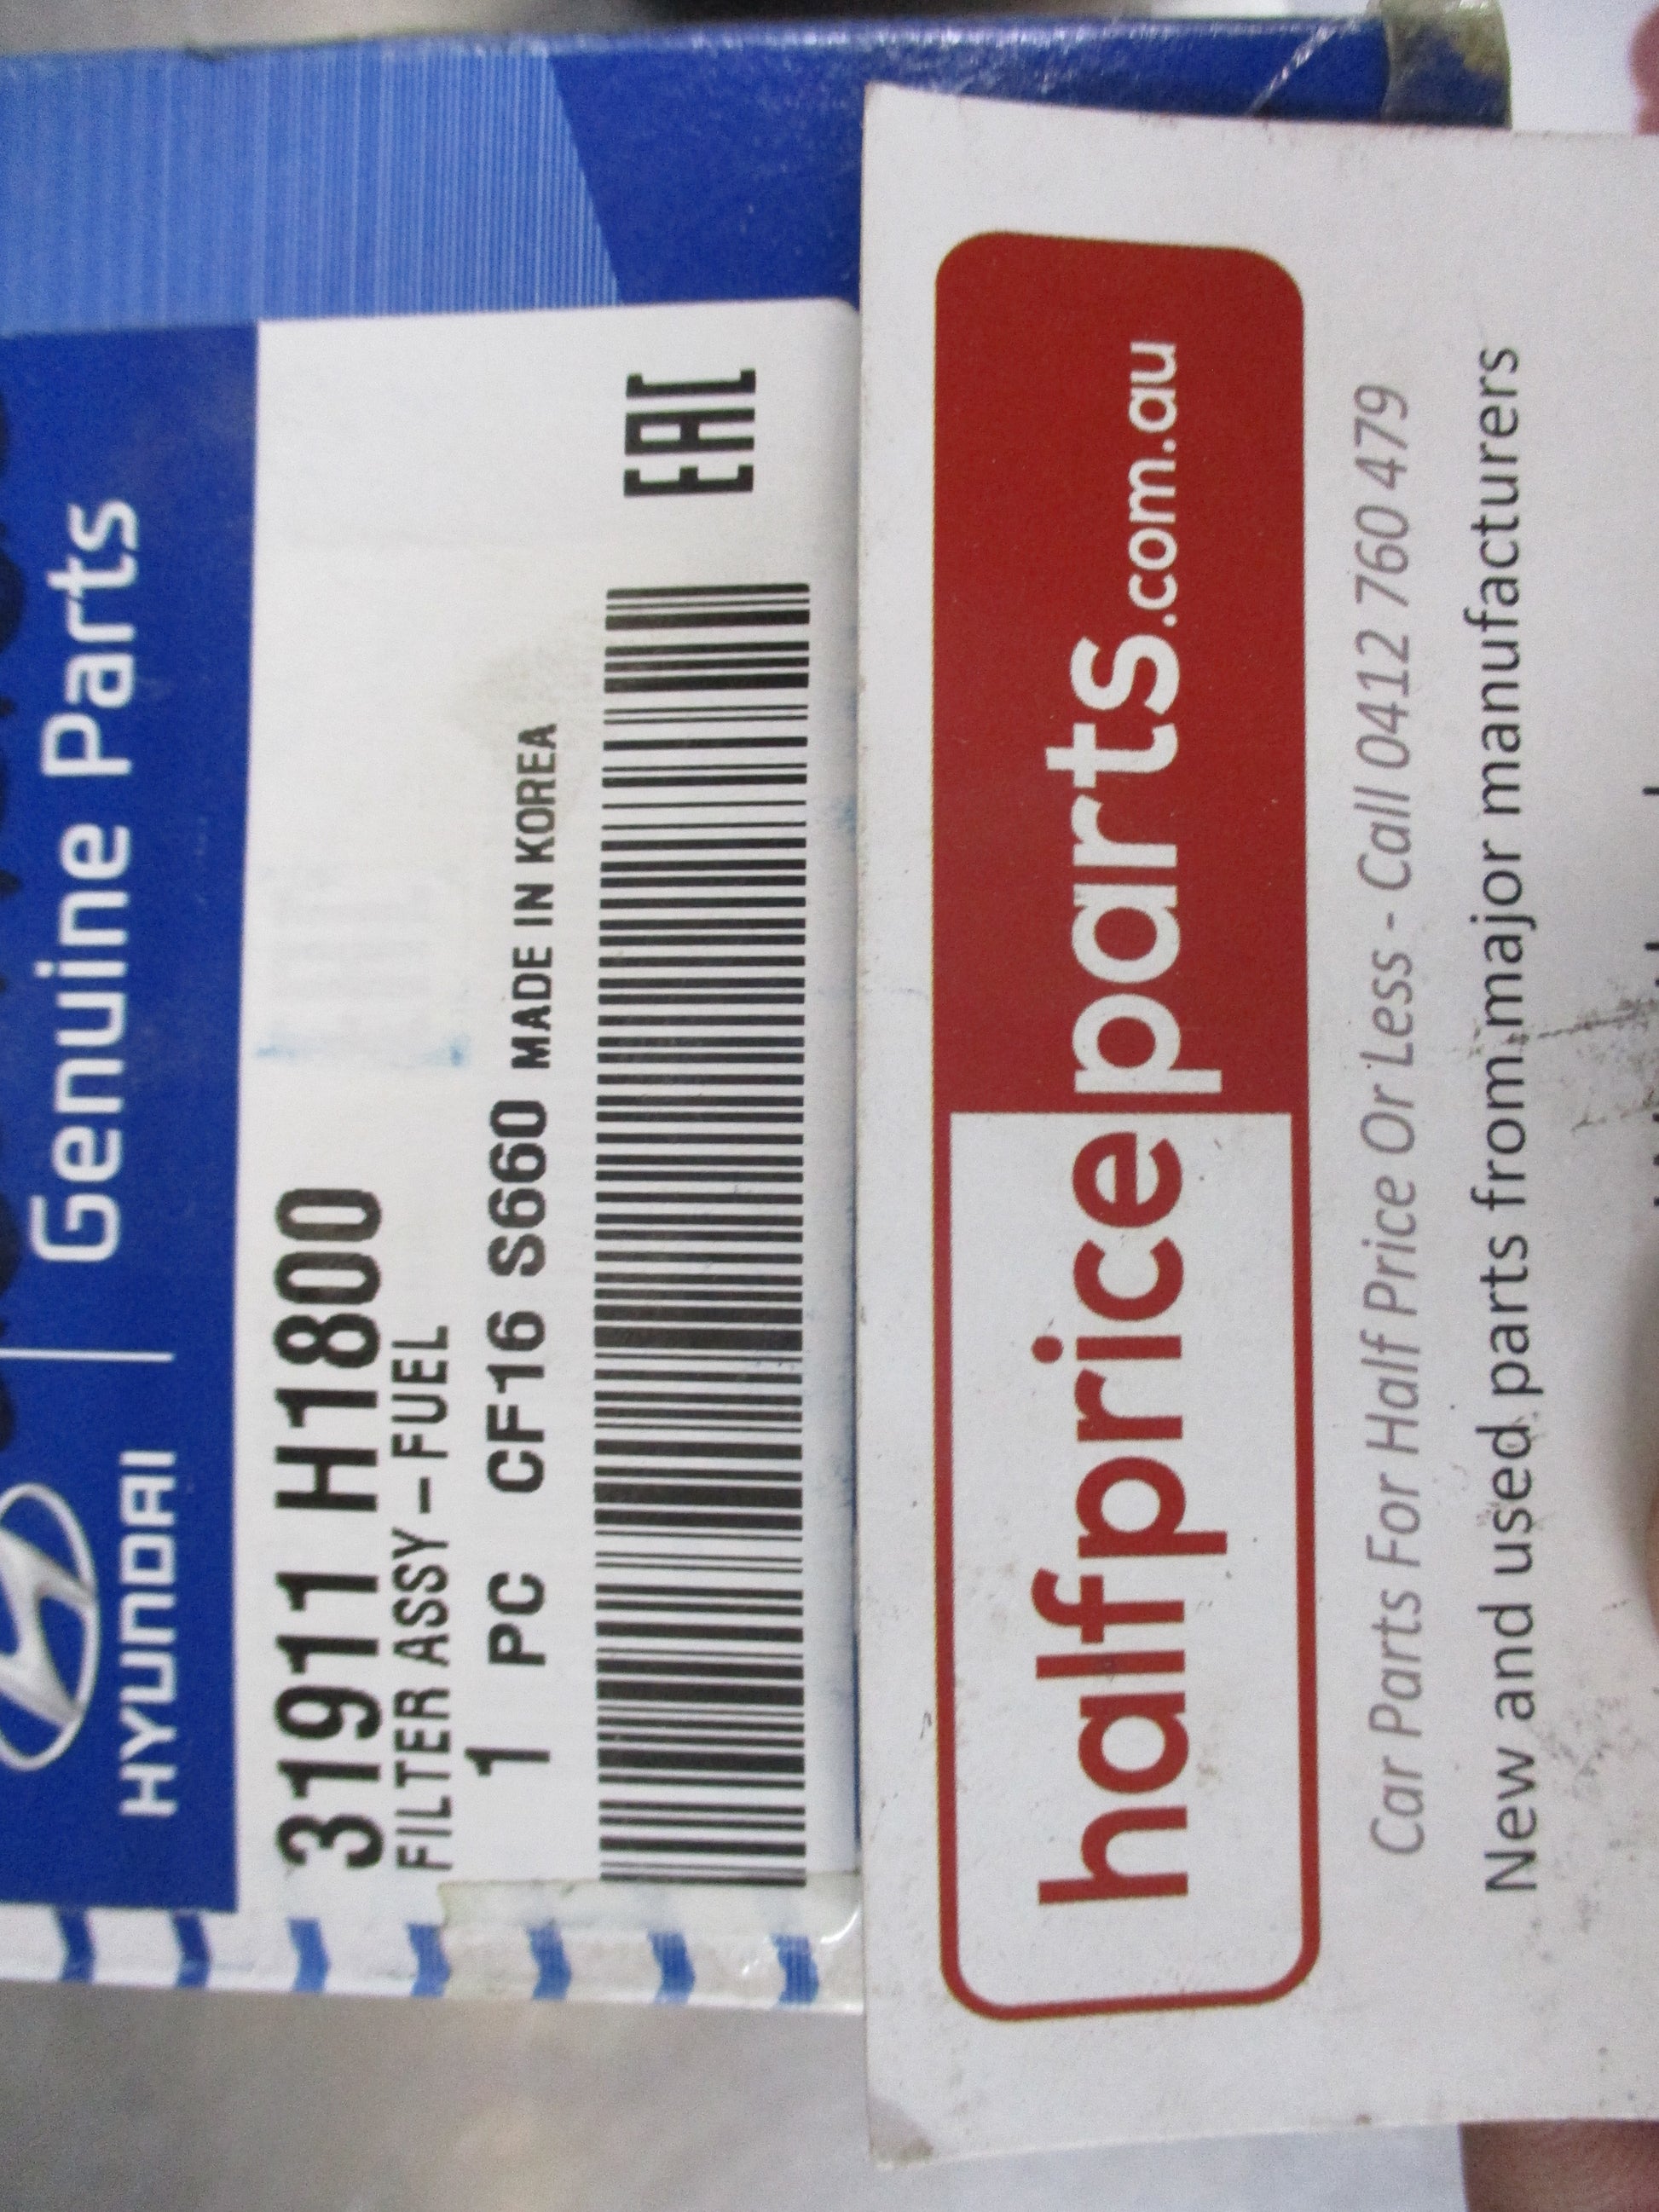 HYUNDAI | Genuine Parts
31911 H1800
FILTER ASSY-FUEL
1 PC CF16 S660 MADE IN KOREA
EAC
halfpriceparts.com.au
Car Parts For Half Price Or Less - Call 0412 760 479
New and used parts from major manufacturers